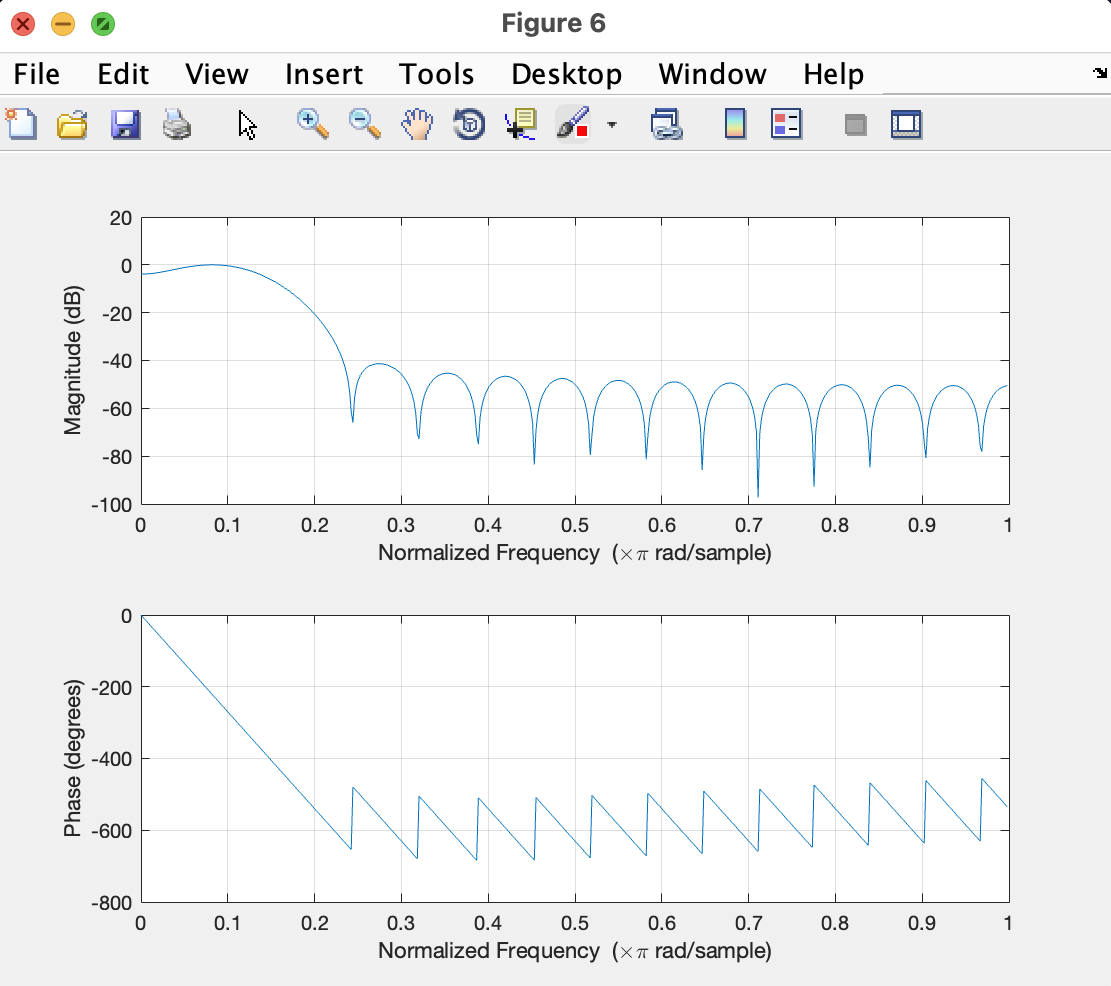 Figure 6
File Edit View Insert Tools Desktop Window Help
20
0
-20
-40
-60
-80
-100
Magnitude (dB)
0 0.1 0.2 0.3 0.4 0.5 0.6 0.7 0.8 0.9 1
Normalized Frequency (×π rad/sample)
0
-200
-400
-600
-800
Phase (degrees)
0 0.1 0.2 0.3 0.4 0.5 0.6 0.7 0.8 0.9 1
Normalized Frequency (×π rad/sample)